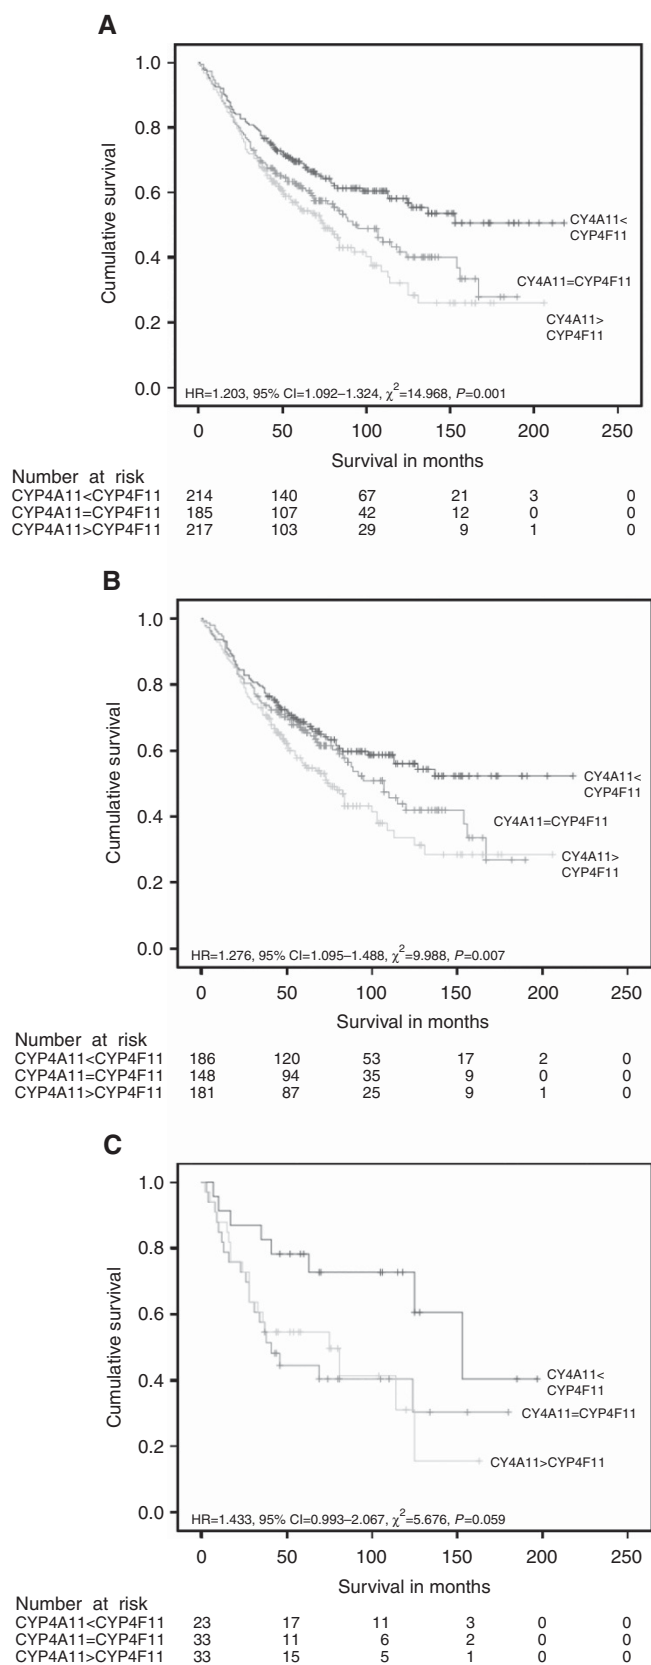 A
1.0
0.8
0.6
0.4
0.2
0.0
Cumulative survival
CY4A11<
CYP4F11
CY4A11=CYP4F11
CY4A11>
CYP4F11
HR=1.203, 95% CI=1.092–1.324, χ²=14.968, P=0.001
0 50 100 150 200 250
Survival in months
Number at risk
CYP4A11<CYP4F11 214 140 67 21 3 0
CYP4A11=CYP4F11 185 107 42 12 0 0
CYP4A11>CYP4F11 217 103 29 9 1 0
B
1.0
0.8
0.6
0.4
0.2
0.0
Cumulative survival
CY4A11<
CYP4F11
CY4A11=CYP4F11
CY4A11>
CYP4F11
HR=1.276, 95% CI=1.095–1.488, χ²=9.988, P=0.007
0 50 100 150 200 250
Survival in months
Number at risk
CYP4A11<CYP4F11 186 120 53 17 2 0
CYP4A11=CYP4F11 148 94 35 9 0 0
CYP4A11>CYP4F11 181 87 25 9 1 0
C
1.0
0.8
0.6
0.4
0.2
0.0
Cumulative survival
CY4A11<
CYP4F11
CY4A11=CYP4F11
CY4A11>CYP4F11
HR=1.433, 95% CI=0.993–2.067, χ²=5.676, P=0.059
0 50 100 150 200 250
Survival in months
Number at risk
CYP4A11<CYP4F11 23 17 11 3 0 0
CYP4A11=CYP4F11 33 11 6 2 0 0
CYP4A11>CYP4F11 33 15 5 1 0 0